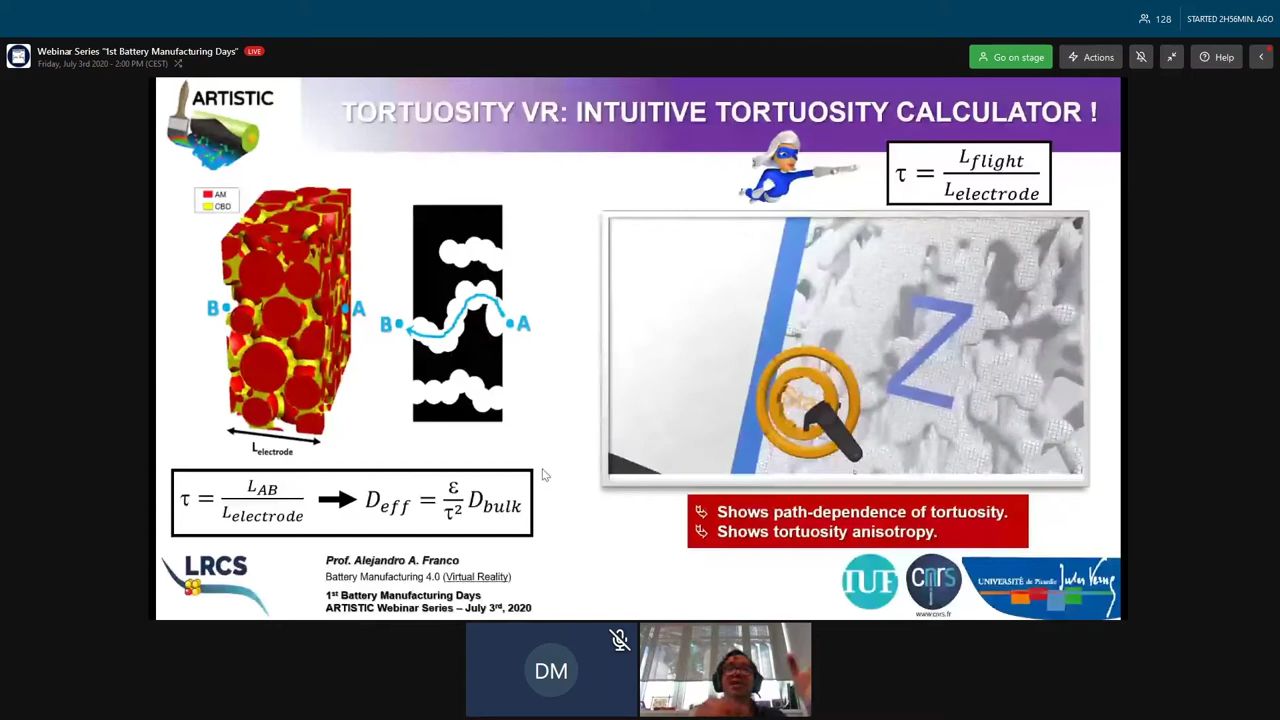 128
STARTED 2H56MIN. AGO
Webinar Series "1st Battery Manufacturing Days" LIVE
Friday, July 3rd 2020 - 2:00 PM (CEST)
Go on stage
Actions
Help
ARTISTIC
TORTUOSITY VR: INTUITIVE TORTUOSITY CALCULATOR !
τ = L_flight / L_electrode
AM
CBD
B
A
B
A
Z
L_electrode
τ = L_AB / L_electrode → D_eff = ε/τ² D_bulk
Shows path-dependence of tortuosity.
Shows tortuosity anisotropy.
LRCS
Prof. Alejandro A. Franco
Battery Manufacturing 4.0 (Virtual Reality)
1st Battery Manufacturing Days
ARTISTIC Webinar Series – July 3rd, 2020
IUF
cnrs
www.cnrs.fr
UNIVERSITÉ de Picardie Jules Verne
DM